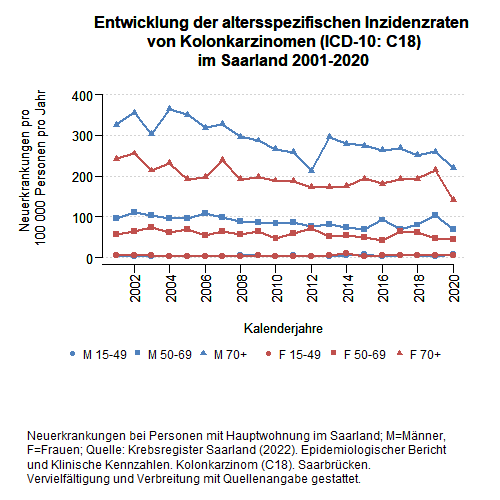 Entwicklung der altersspezifischen Inzidenzraten
von Kolonkarzinomen (ICD-10: C18)
im Saarland 2001-2020
Neuerkrankungen pro
100 000 Personen pro Jahr
400
300
200
100
0
2002
2004
2006
2008
2010
2012
2014
2016
2018
2020
Kalenderjahre
M 15-49
M 50-69
M 70+
F 15-49
F 50-69
F 70+
Neuerkrankungen bei Personen mit Hauptwohnung im Saarland; M=Männer,
F=Frauen; Quelle: Krebsregister Saarland (2022). Epidemiologischer Bericht
und Klinische Kennzahlen. Kolonkarzinom (C18). Saarbrücken.
Vervielfältigung und Verbreitung mit Quellenangabe gestattet.